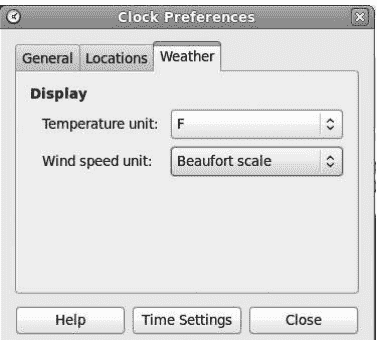 Clock Preferences
General Locations Weather
Display
Temperature unit: F
Wind speed unit: Beaufort scale
Help Time Settings Close